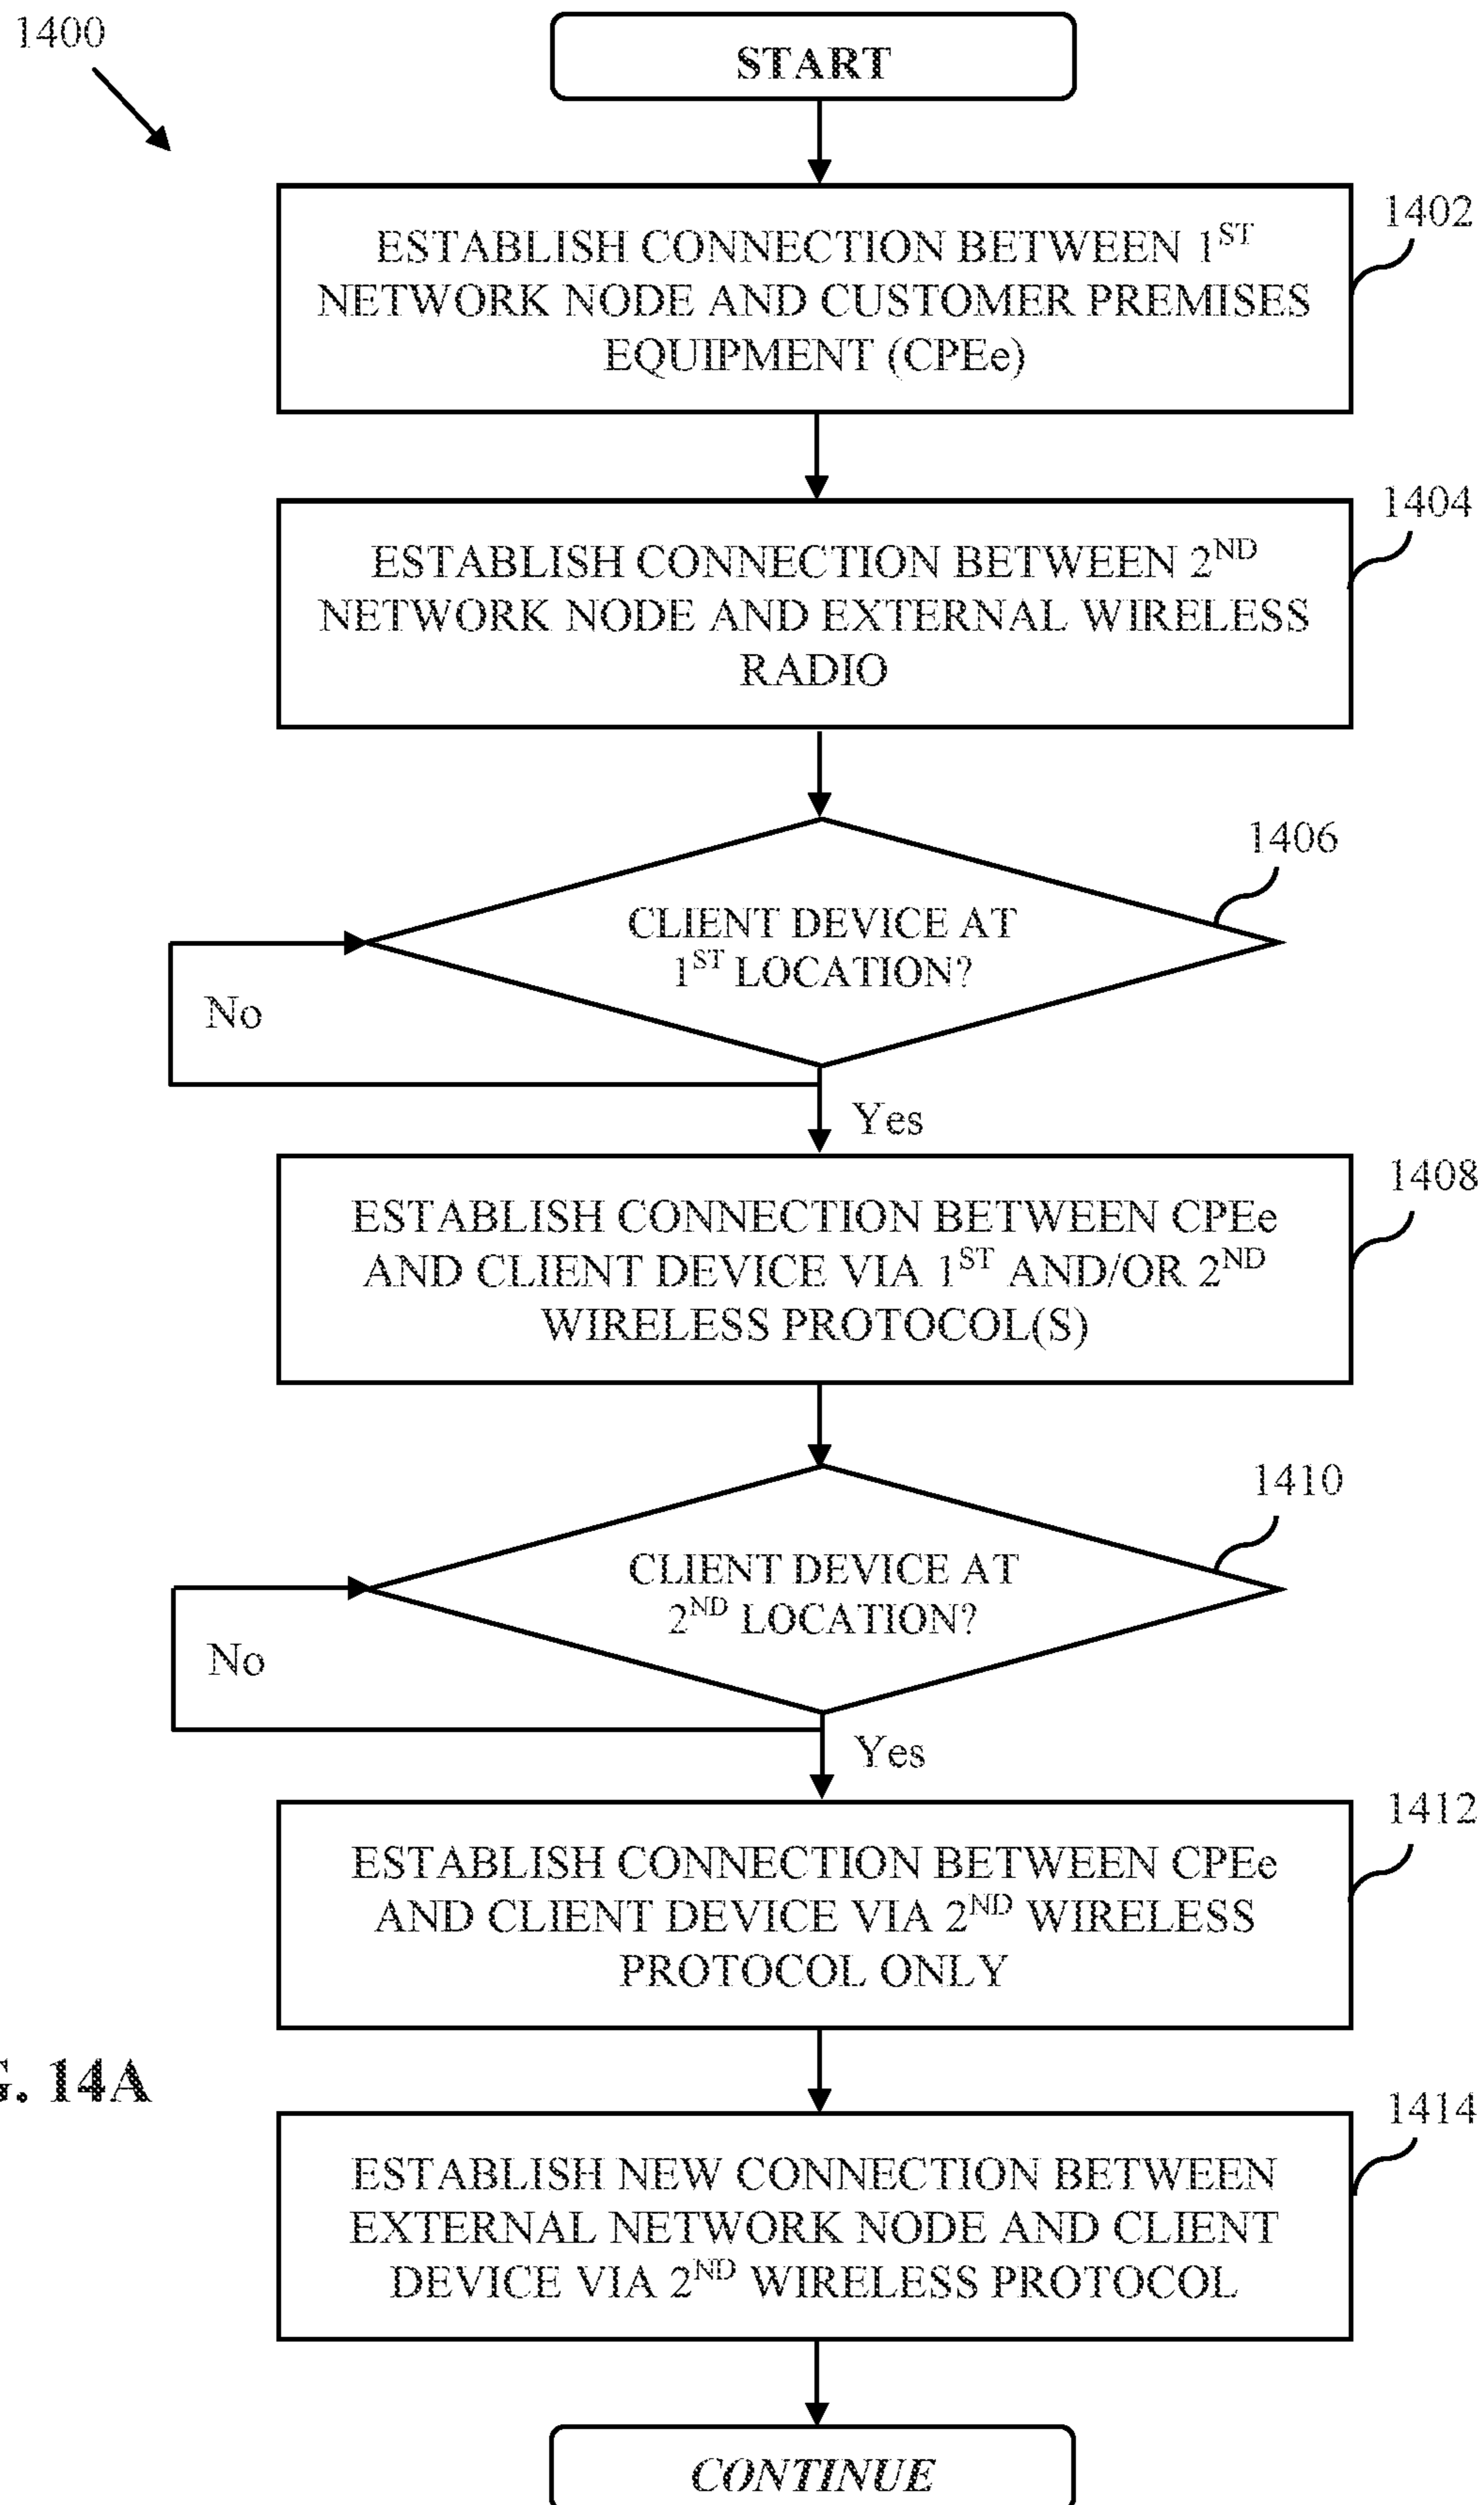 1400
START
1402
ESTABLISH CONNECTION BETWEEN 1ST
NETWORK NODE AND CUSTOMER PREMISES
EQUIPMENT (CPEe)
1404
ESTABLISH CONNECTION BETWEEN 2ND
NETWORK NODE AND EXTERNAL WIRELESS
RADIO
1406
CLIENT DEVICE AT
1ST LOCATION?
No
Yes
1408
ESTABLISH CONNECTION BETWEEN CPEe
AND CLIENT DEVICE VIA 1ST AND/OR 2ND
WIRELESS PROTOCOL(S)
1410
CLIENT DEVICE AT
2ND LOCATION?
No
Yes
1412
ESTABLISH CONNECTION BETWEEN CPEe
AND CLIENT DEVICE VIA 2ND WIRELESS
PROTOCOL ONLY
G. 14A
1414
ESTABLISH NEW CONNECTION BETWEEN
EXTERNAL NETWORK NODE AND CLIENT
DEVICE VIA 2ND WIRELESS PROTOCOL
CONTINUE